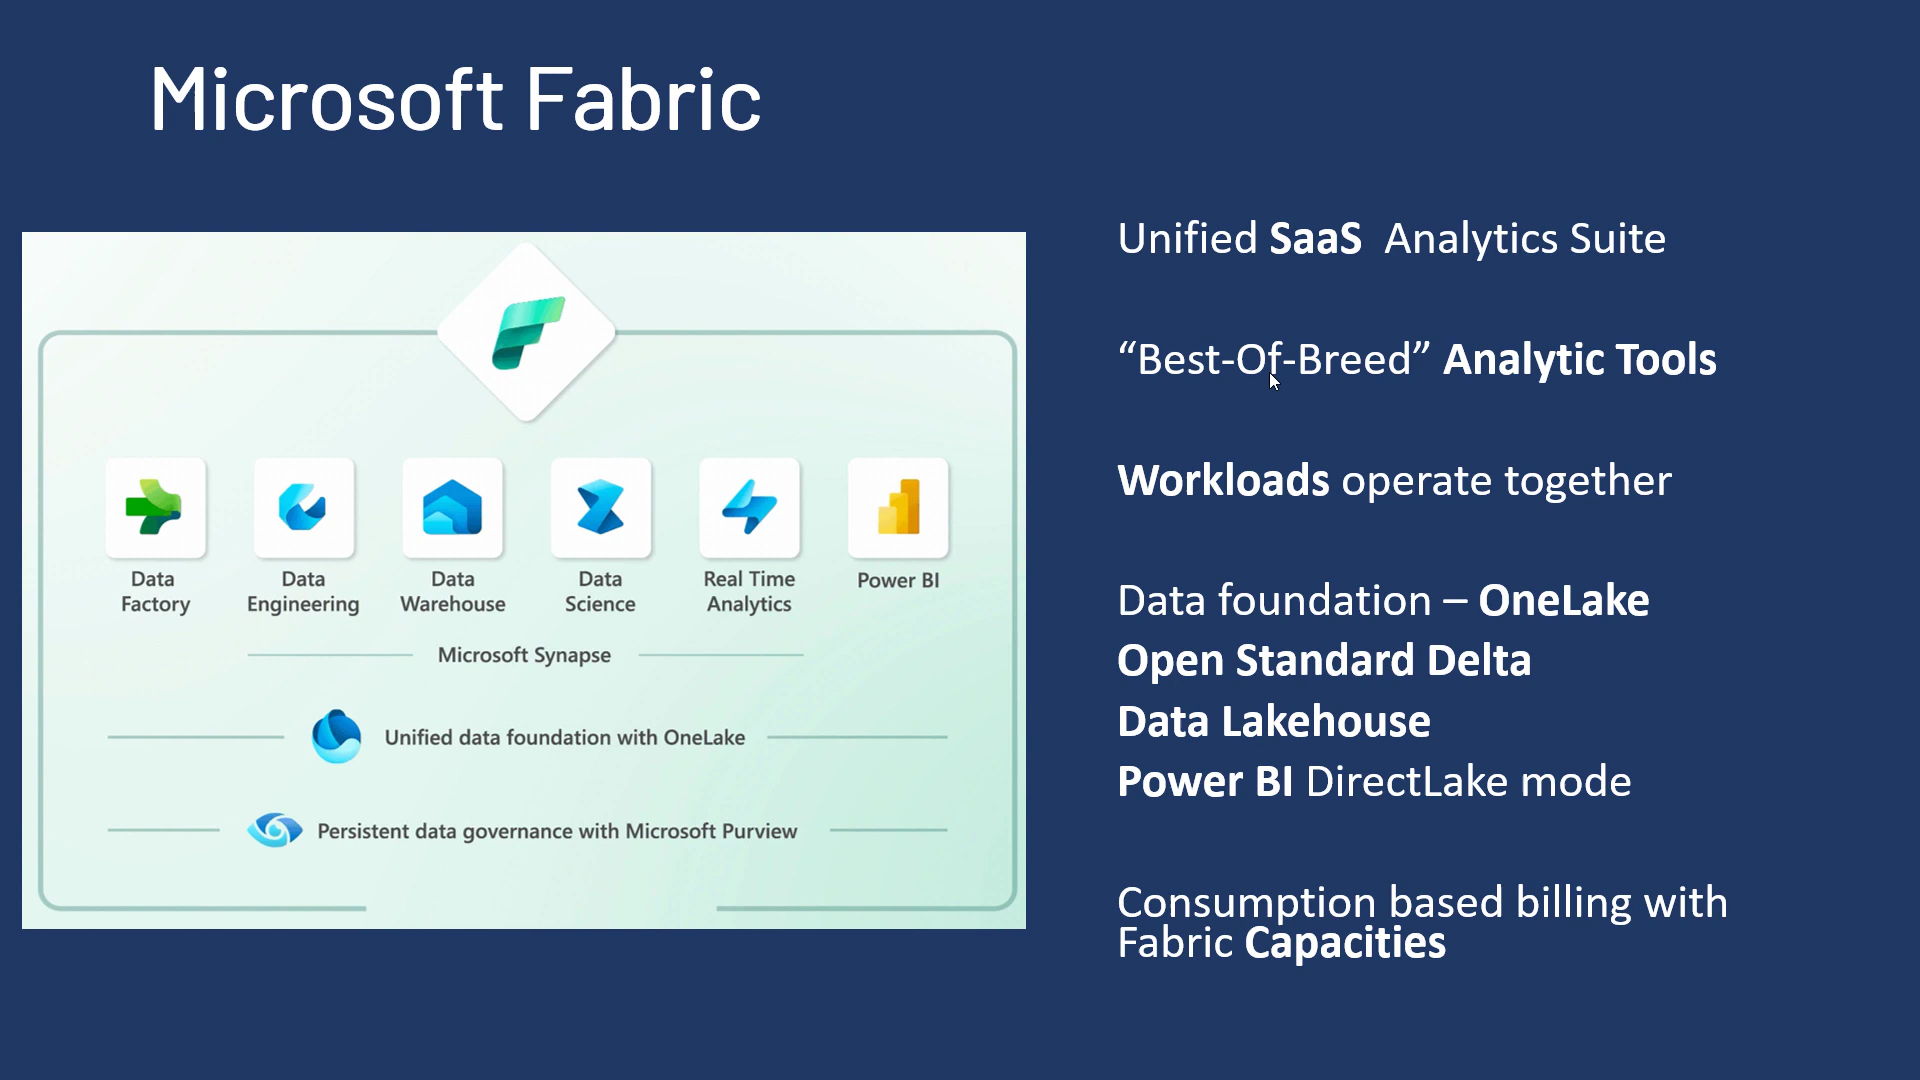 Microsoft Fabric
Data
Factory
Data
Engineering
Data
Warehouse
Data
Science
Real Time
Analytics
Power BI
Microsoft Synapse
Unified data foundation with OneLake
Persistent data governance with Microsoft Purview
Unified SaaS  Analytics Suite
“Best-Of-Breed” Analytic Tools
Workloads operate together
Data foundation – OneLake
Open Standard Delta
Data Lakehouse
Power BI DirectLake mode
Consumption based billing with
Fabric Capacities